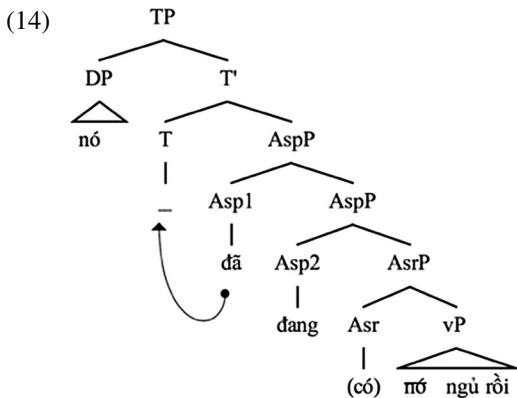 (14)
TP
DP T'
nó T AspP
_ Asp1 AspP
đã Asp2 AsrP
đang Asr vP
(có) nó ngủ rồi